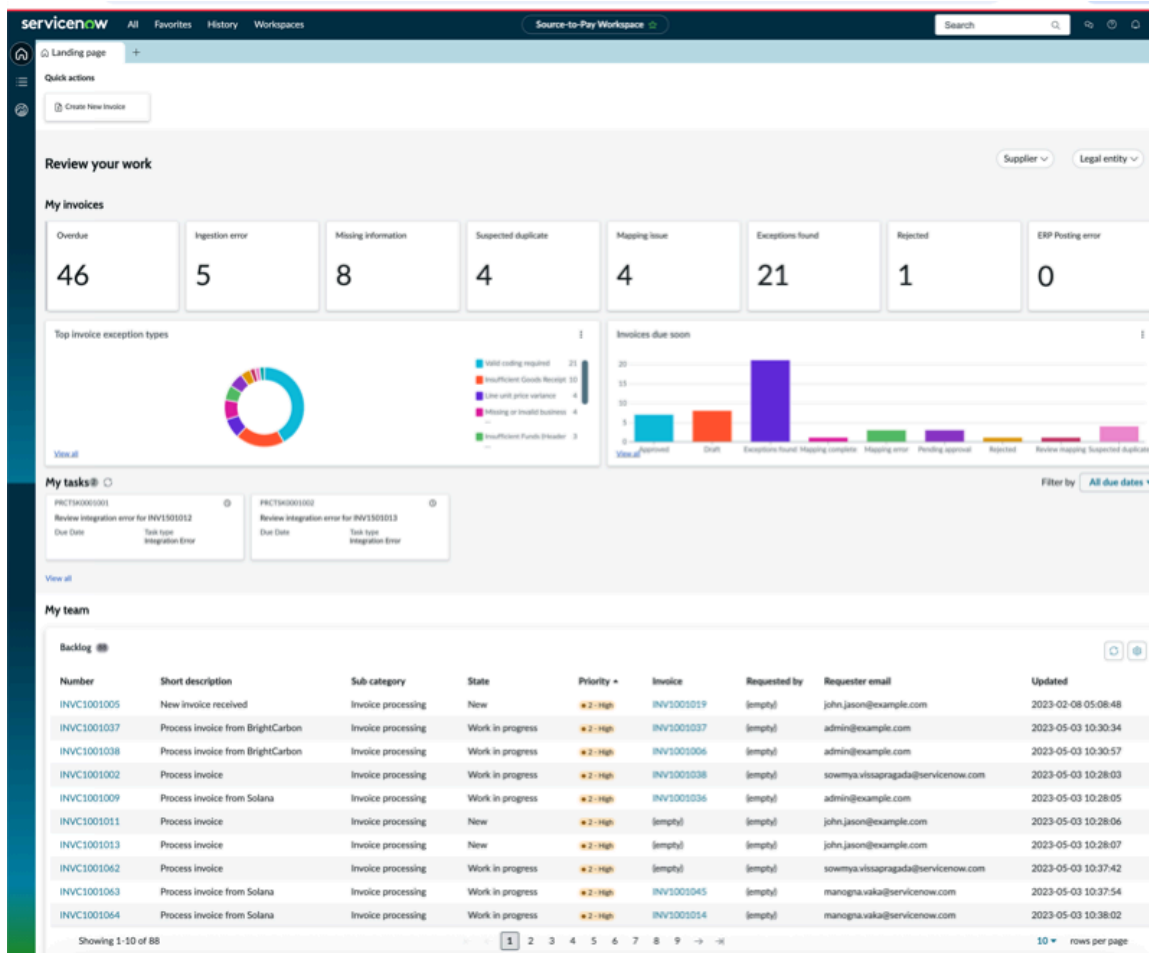 servicenow All Favorites History Workspaces Source-to-Pay Workspace Search
Landing page
Quick actions
Create New Invoice
Review your work
Supplier Legal entity
My invoices
Overdue Ingestion error Missing information Suspected duplicate Mapping issue Exceptions found Rejected ERP Posting error
46 5 8 4 4 21 1 0
Top invoice exception types
Valid coding required 21
Insufficient Goods Receipt 10
Line unit price variance 4
Missing or invalid business 4
...
Insufficient Funds (Header 3
...
View all
Invoices due soon
20
15
10
5
0
Approved Draft Exceptions found Mapping complete Mapping error Pending approval Rejected Review mapping Suspected duplicate
View all
My tasks
Filter by All due dates
PRCTSK0001001
Review integration error for INV1501012
Due Date Task type
Integration Error
PRCTSK0001002
Review integration error for INV1501013
Due Date Task type
Integration Error
View all
My team
Backlog
Number Short description Sub category State Priority Invoice Requested by Requester email Updated
INVC1001005 New invoice received Invoice processing New 2 - High INV1001019 (empty) john.jason@example.com 2023-02-08 05:08:48
INVC1001037 Process invoice from BrightCarbon Invoice processing Work in progress 2 - High INV1001037 (empty) admin@example.com 2023-05-03 10:30:34
INVC1001038 Process invoice from BrightCarbon Invoice processing Work in progress 2 - High INV1001006 (empty) admin@example.com 2023-05-03 10:30:57
INVC1001002 Process invoice Invoice processing Work in progress 2 - High INV1001038 (empty) sowmya.vissapragada@servicenow.com 2023-05-03 10:28:03
INVC1001009 Process invoice from Solana Invoice processing Work in progress 2 - High INV1001036 (empty) admin@example.com 2023-05-03 10:28:05
INVC1001011 Process invoice Invoice processing New 2 - High (empty) (empty) john.jason@example.com 2023-05-03 10:28:06
INVC1001013 Process invoice Invoice processing New 2 - High (empty) (empty) john.jason@example.com 2023-05-03 10:28:07
INVC1001062 Process invoice Invoice processing Work in progress 2 - High (empty) (empty) sowmya.vissapragada@servicenow.com 2023-05-03 10:37:42
INVC1001063 Process invoice from Solana Invoice processing Work in progress 2 - High INV1001045 (empty) manogna.vaka@servicenow.com 2023-05-03 10:37:54
INVC1001064 Process invoice from Solana Invoice processing Work in progress 2 - High INV1001014 (empty) manogna.vaka@servicenow.com 2023-05-03 10:38:02
Showing 1-10 of 88 1 2 3 4 5 6 7 8 9 10 rows per page